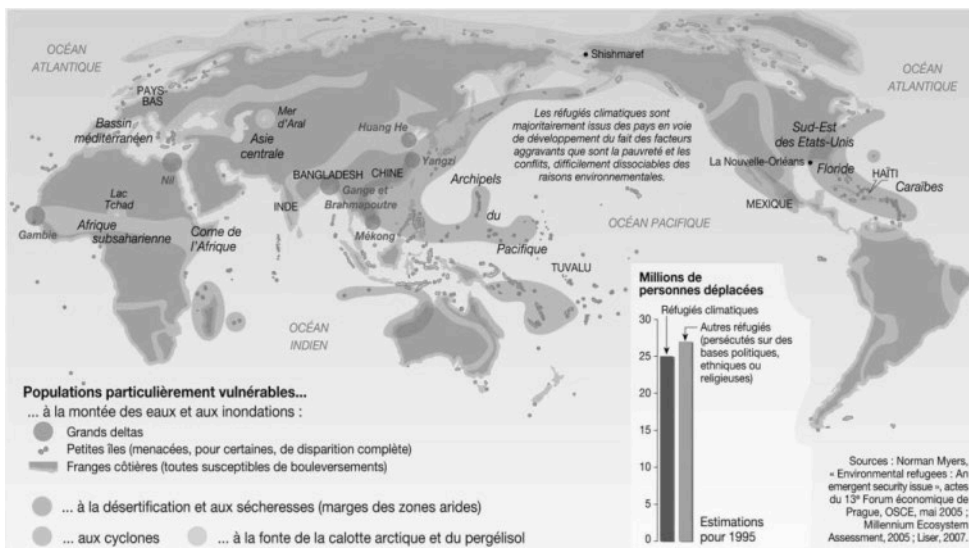 OCÉAN
ATLANTIQUE
PAYS-
BAS
Bassin
méditerranéen
Mer
d'Aral
Asie
centrale
Huang He
Yangzi
BANGLADESH
CHINE
Gange et
Brahmapoutre
INDE
Mékong
Nil
Lac
Tchad
Gambie
Afrique
subsaharienne
Corne de
l'Afrique
OCÉAN
INDIEN
Shishmaref
Les réfugiés climatiques sont
majoritairement issus des pays en voie
de développement du fait des facteurs
aggravants que sont la pauvreté et les
conflits, difficilement dissociables des
raisons environnementales.
Archipels
du
Pacifique
OCÉAN PACIFIQUE
TUVALU
OCÉAN
ATLANTIQUE
Sud-Est
des Etats-Unis
La Nouvelle-Orléans
Floride
HAÏTI
Caraïbes
MEXIQUE
Millions de
personnes déplacées
30
25
20
15
10
5
0
Réfugiés climatiques
Autres réfugiés
(persécutés sur des
bases politiques,
ethniques ou
religieuses)
Estimations
pour 1995
Populations particulièrement vulnérables...
... à la montée des eaux et aux inondations :
Grands deltas
Petites îles (menacées, pour certaines, de disparition complète)
Franges côtières (toutes susceptibles de bouleversements)
... à la désertification et aux sécheresses (marges des zones arides)
... aux cyclones
... à la fonte de la calotte arctique et du pergélisol
Sources : Norman Myers,
« Environmental refugees : An
emergent security issue », actes
du 13e Forum économique de
Prague, OSCE, mai 2005 ;
Millennium Ecosystem
Assessment, 2005 ; Liser, 2007.